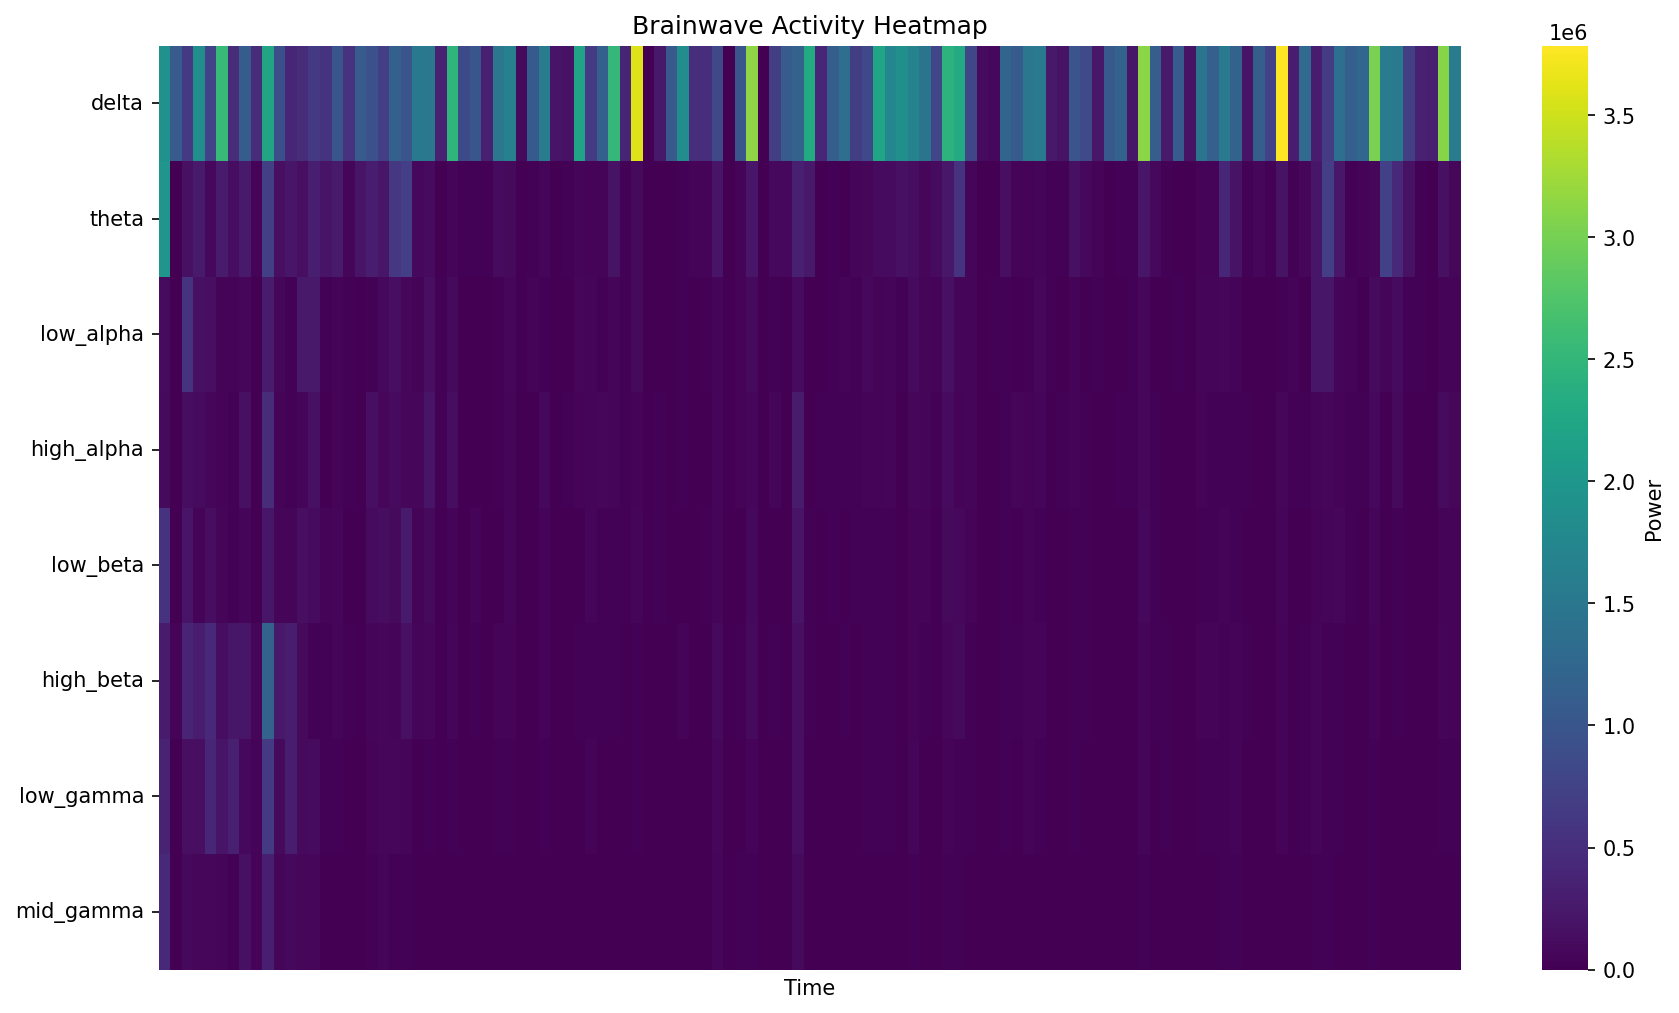 Brainwave Activity Heatmap
delta
theta
low_alpha
high_alpha
low_beta
high_beta
low_gamma
mid_gamma
Time
1e6
3.5
3.0
2.5
2.0
1.5
1.0
0.5
0.0
Power